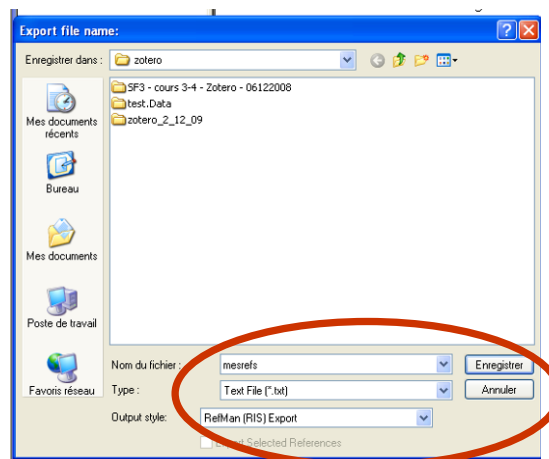 Export file name:
Enregistrer dans :
zotero
SF3 - cours 3-4 - Zotero - 06122008
test.Data
zotero_2_12_09
Mes documents
récents
Bureau
Mes documents
Poste de travail
Favoris réseau
Nom du fichier :
mesrefs
Enregistrer
Type :
Text File (*.txt)
Annuler
Output style:
RefMan (RIS) Export
Export Selected References